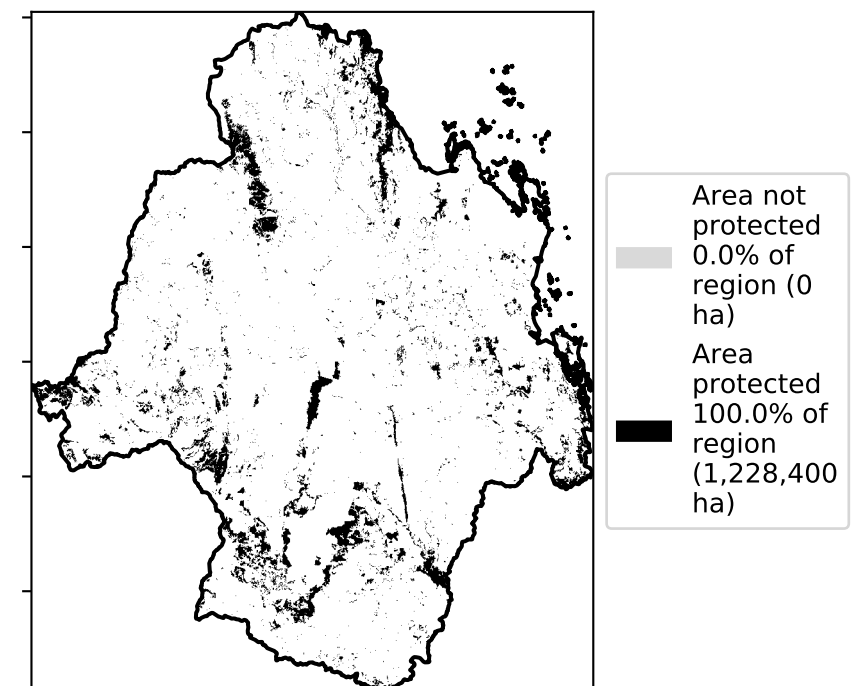 Area not
protected
0.0% of
region (0
ha)
Area
protected
100.0% of
region
(1,228,400
ha)